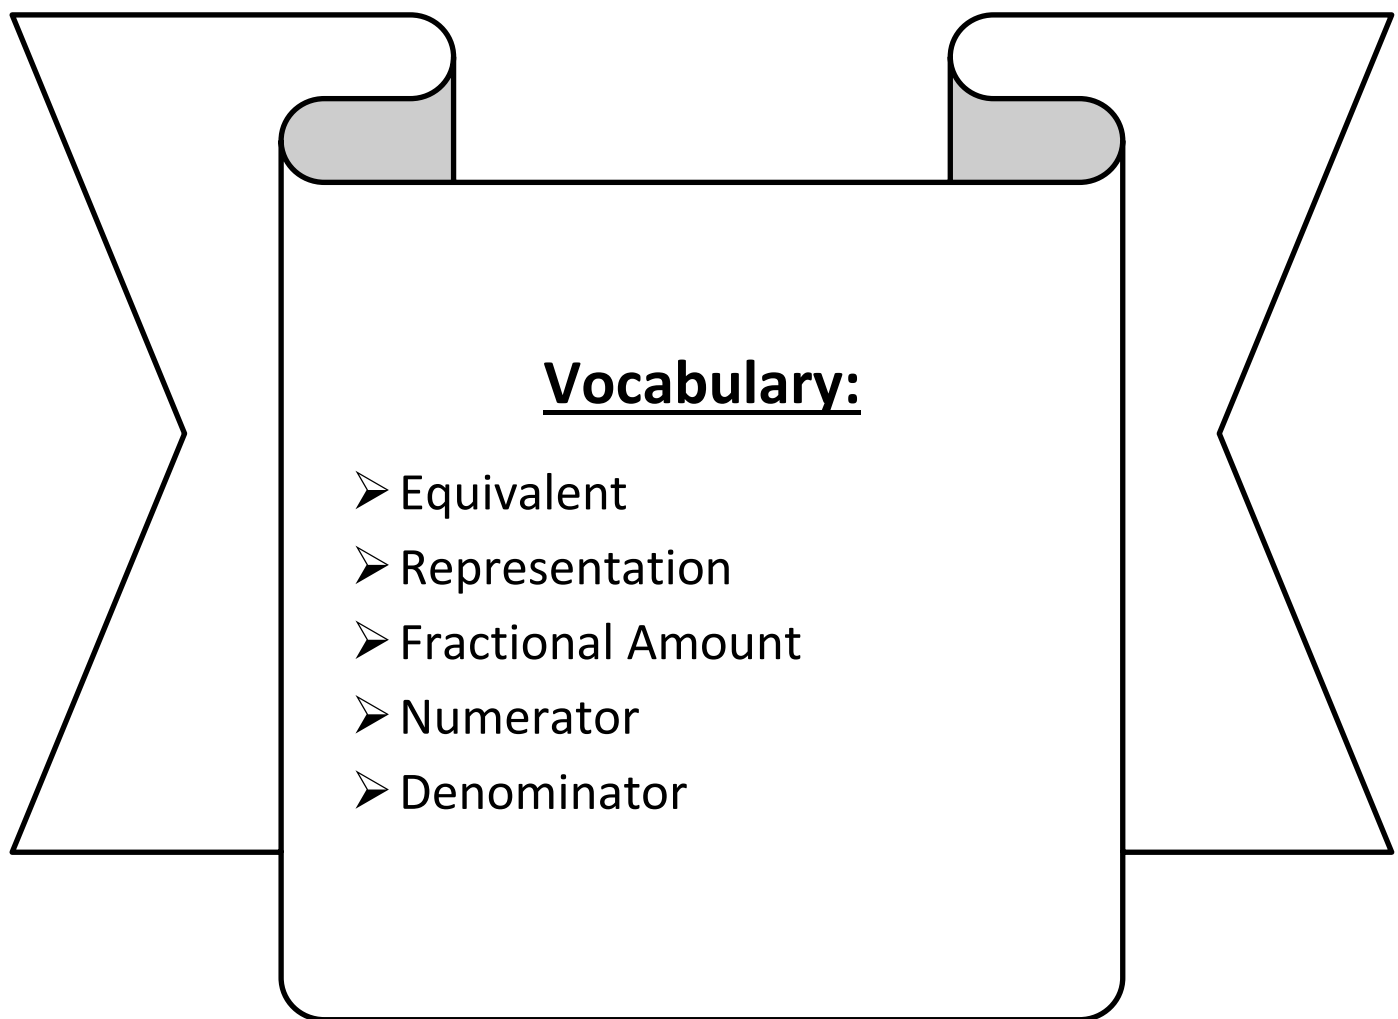 Vocabulary:
➢ Equivalent
➢ Representation
➢ Fractional Amount
➢ Numerator
➢ Denominator